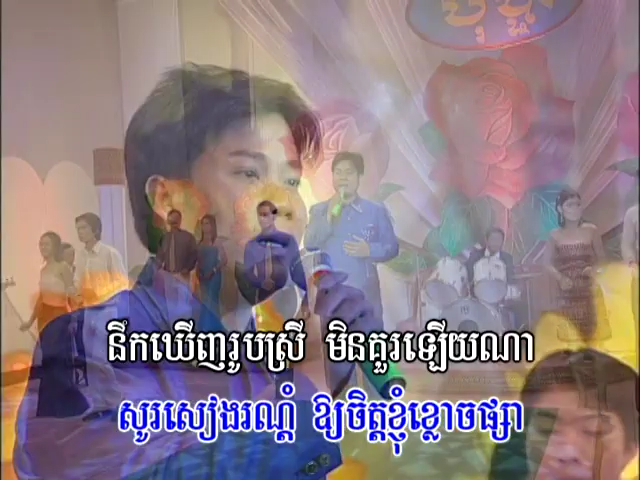 នឹកឃើញរូបស្រី មិនគួរឡើយណា
សូរសៀងរណ្ដំ ឱ្យចិត្តខ្ញុំខ្លោចផ្សា